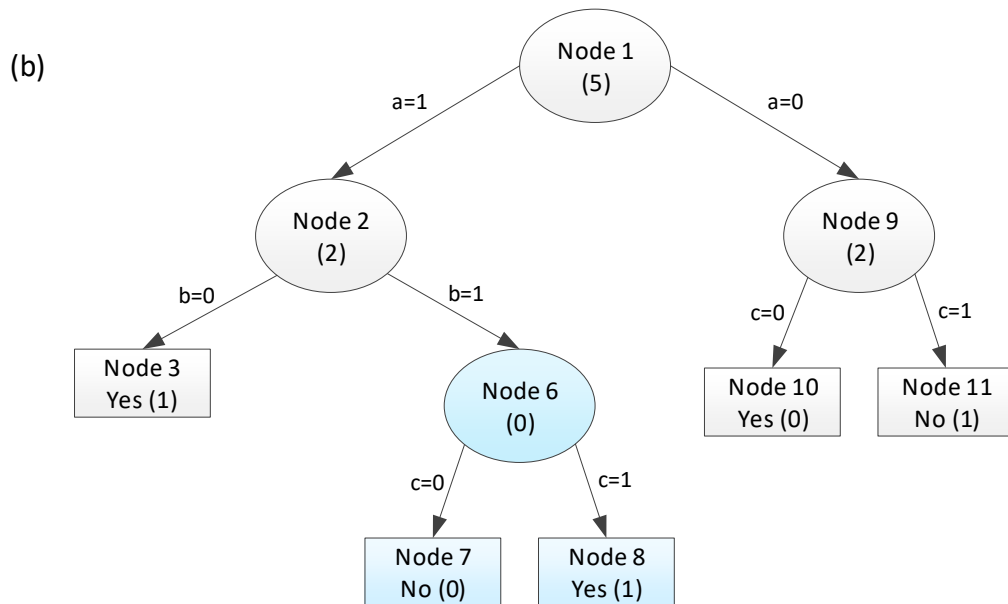 (b)
Node 1
(5)
a=1
a=0
Node 2
(2)
Node 9
(2)
b=0
b=1
c=0
c=1
Node 3
Yes (1)
Node 6
(0)
Node 10
Yes (0)
Node 11
No (1)
c=0
c=1
Node 7
No (0)
Node 8
Yes (1)